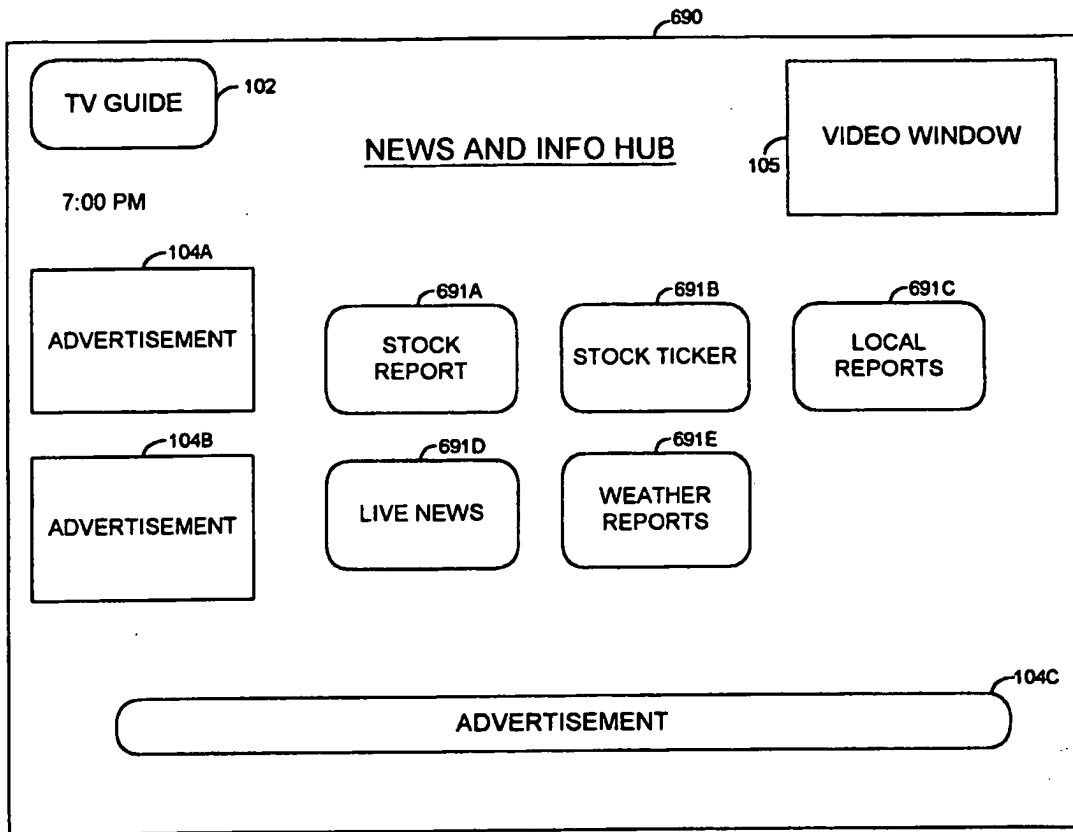 690
TV GUIDE
102
NEWS AND INFO HUB
105
VIDEO WINDOW
7:00 PM
104A
ADVERTISEMENT
691A
STOCK
REPORT
691B
STOCK TICKER
691C
LOCAL
REPORTS
104B
ADVERTISEMENT
691D
LIVE NEWS
691E
WEATHER
REPORTS
104C
ADVERTISEMENT